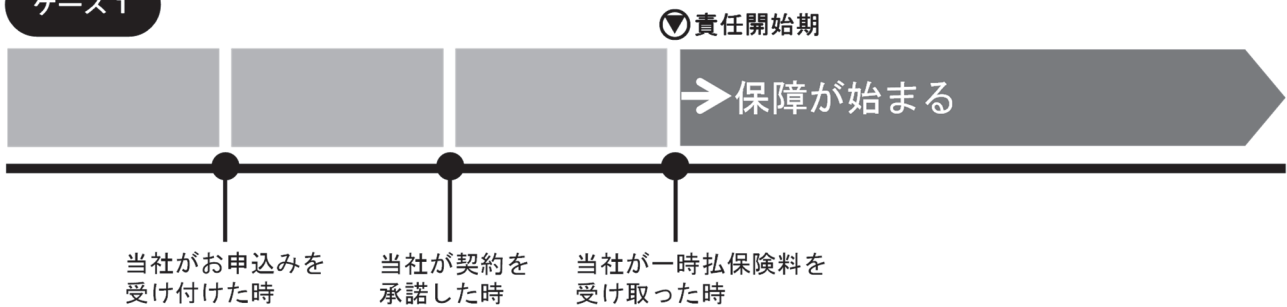 ケース1
責任開始期
保障が始まる
当社がお申込みを
受け付けた時
当社が契約を
承諾した時
当社が一時払保険料を
受け取った時